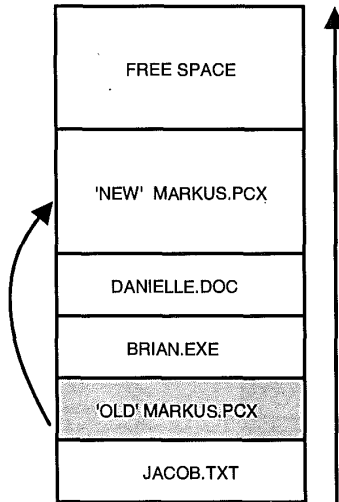 FREE SPACE
'NEW' MARKUS.PCX
DANIELLE.DOC
BRIAN.EXE
'OLD' MARKUS.PCX
JACOB.TXT